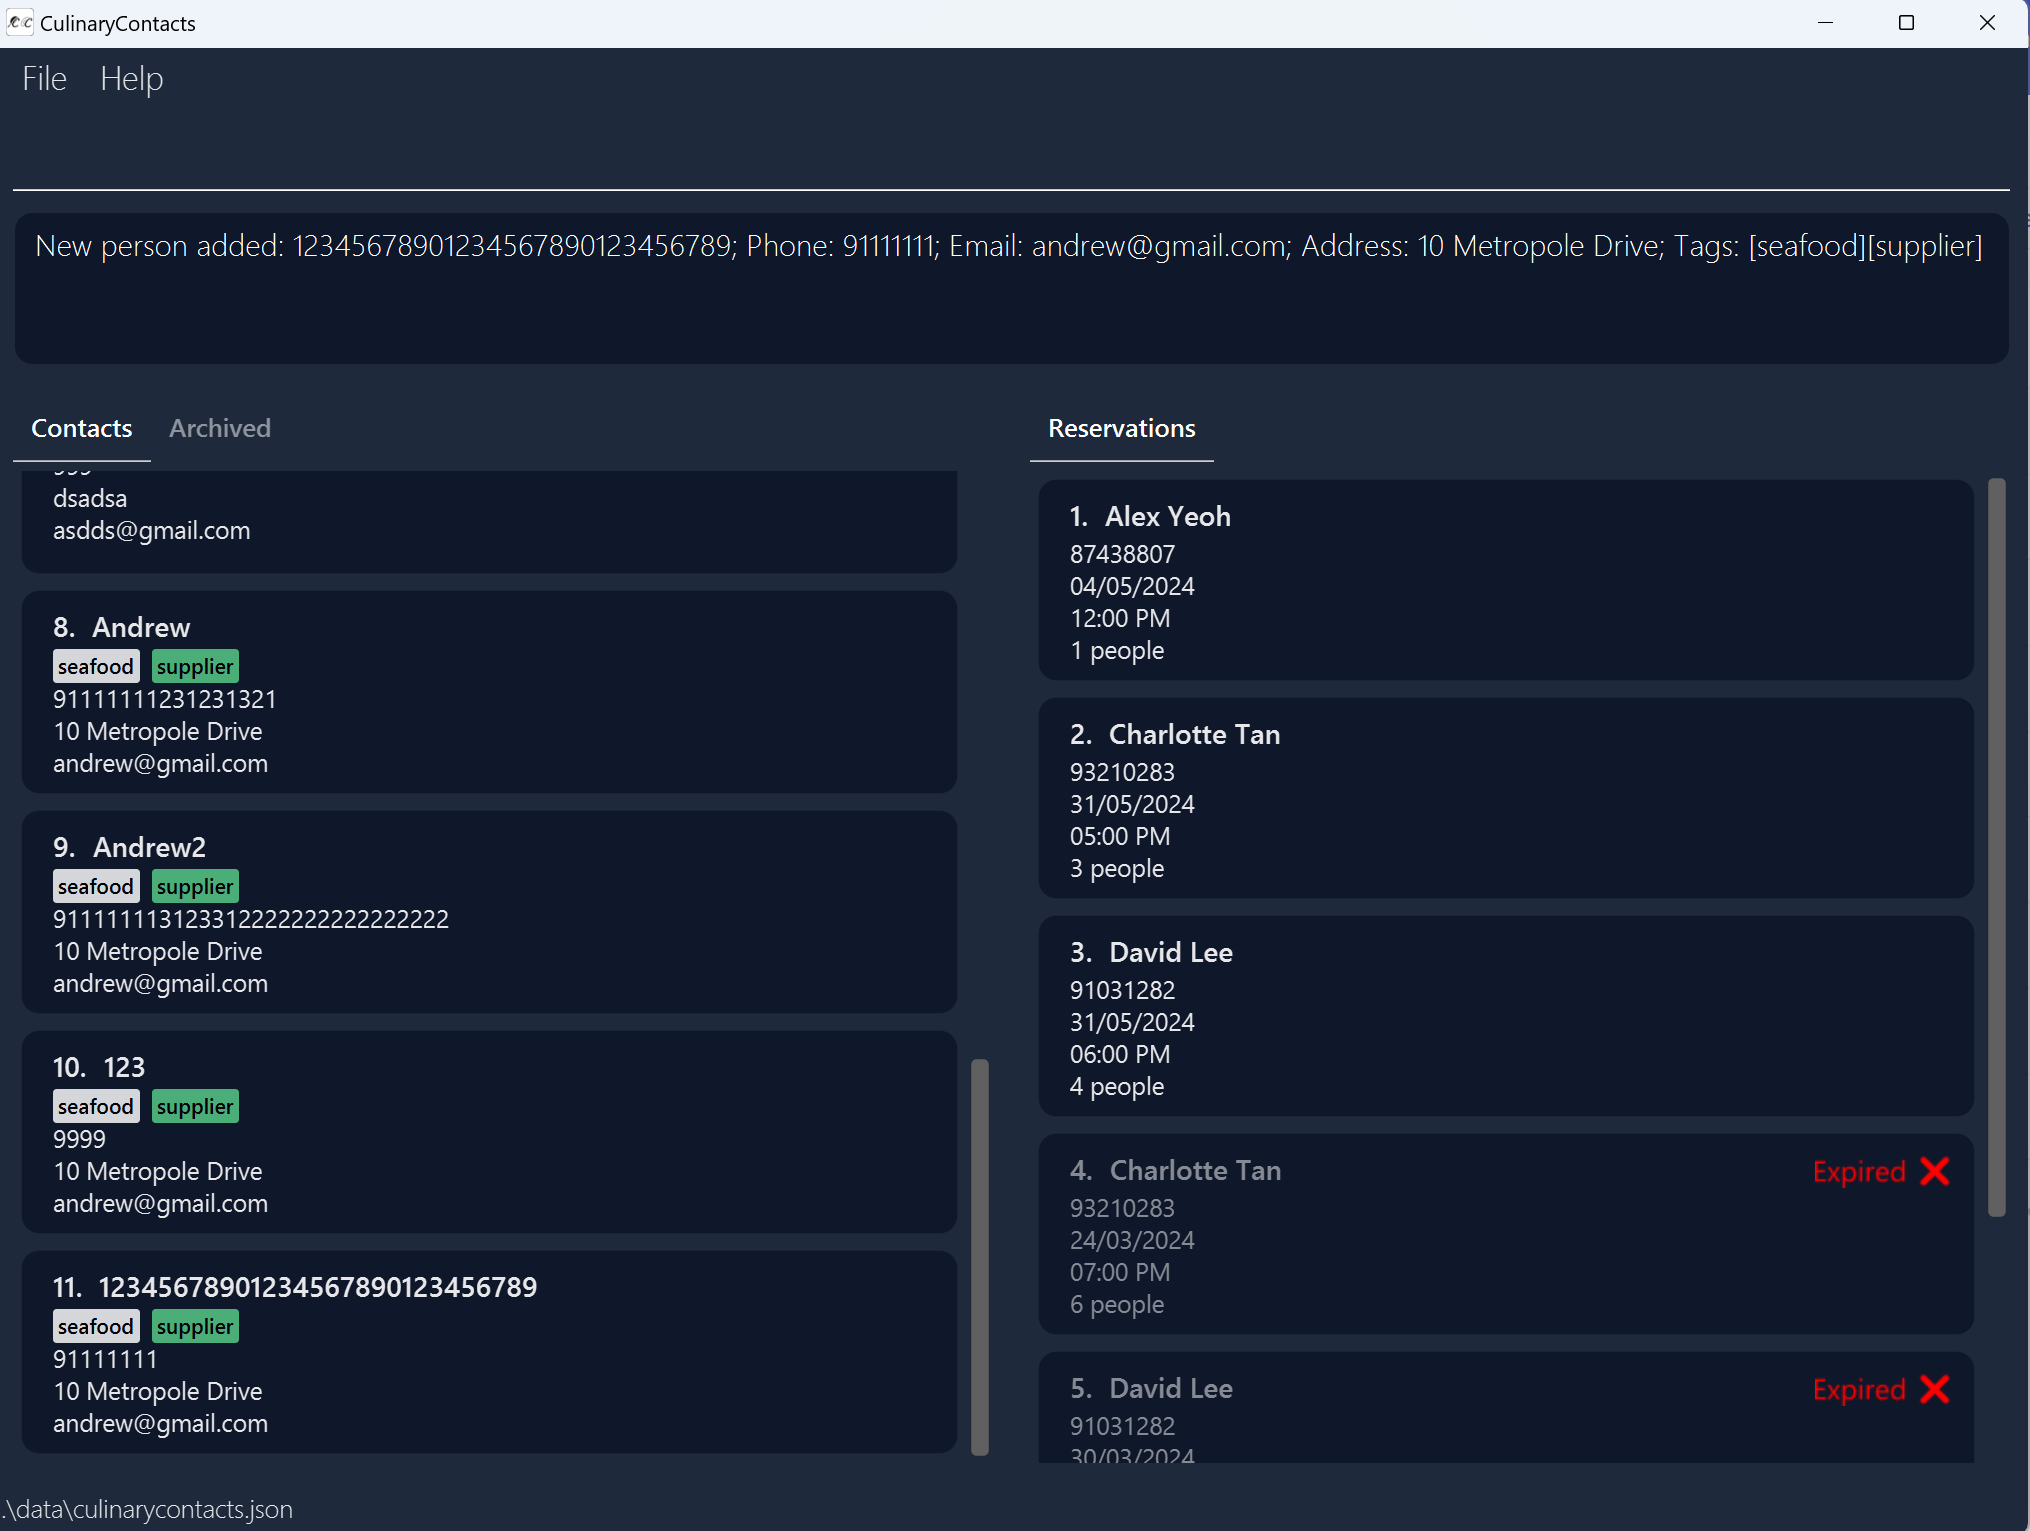 CulinaryContacts
File Help
New person added: 12345678901234567890123456789; Phone: 91111111; Email: andrew@gmail.com; Address: 10 Metropole Drive; Tags: [seafood][supplier]
Contacts Archived
dsadsa
asdds@gmail.com
8. Andrew
seafood supplier
91111111231231321
10 Metropole Drive
andrew@gmail.com
9. Andrew2
seafood supplier
10 Metropole Drive
andrew@gmail.com
10. 123
seafood supplier
9999
10 Metropole Drive
andrew@gmail.com
11. 12345678901234567890123456789
seafood supplier
91111111
10 Metropole Drive
andrew@gmail.com
Reservations
1. Alex Yeoh
87438807
04/05/2024
12:00 PM
1 people
2. Charlotte Tan
93210283
31/05/2024
05:00 PM
3 people
3. David Lee
91031282
31/05/2024
06:00 PM
4 people
4. Charlotte Tan
Expired
93210283
24/03/2024
07:00 PM
6 people
5. David Lee
Expired
91031282
30/03/2024
.\data\culinarycontacts.json